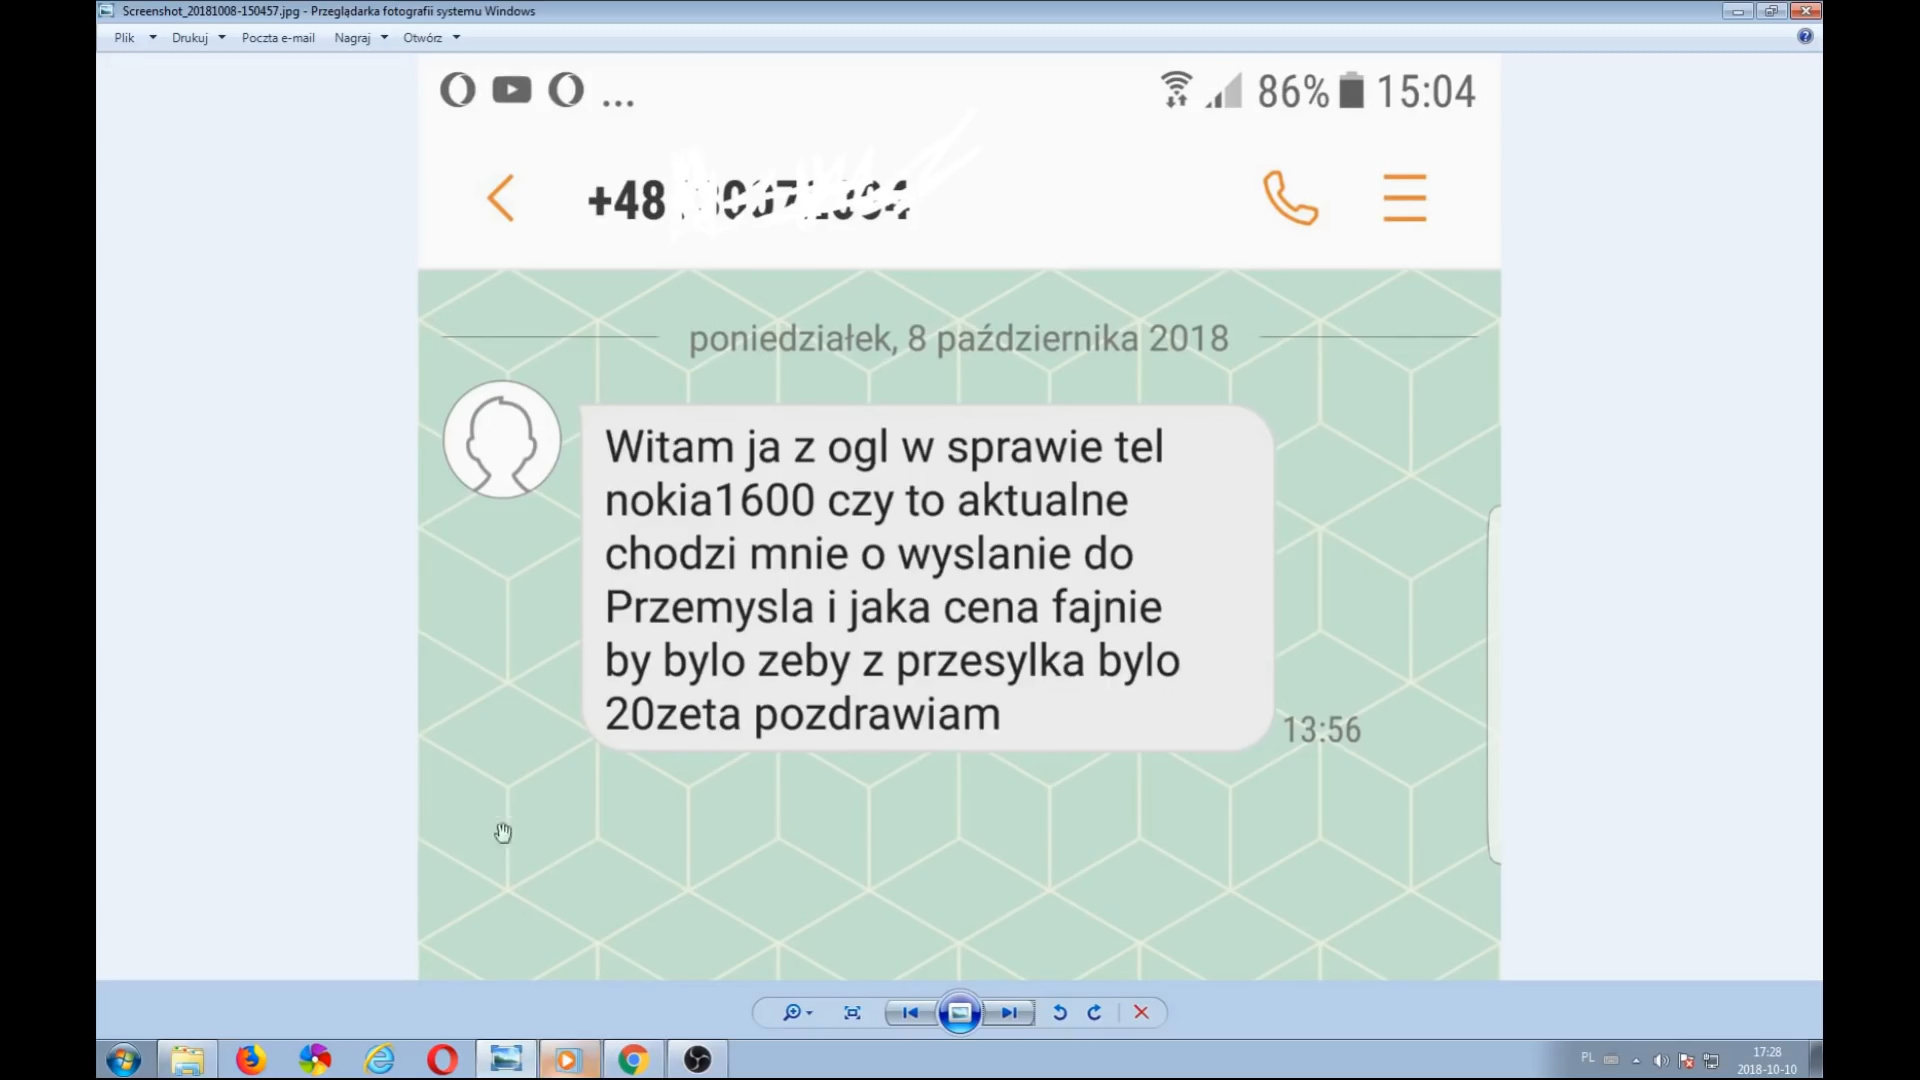 Screenshot_20181008-150457.jpg - Przeglądarka fotografii systemu Windows
Plik Drukuj Poczta e-mail Nagraj Otwórz
... 86% 15:04
+48
poniedziałek, 8 października 2018
Witam ja z ogl w sprawie tel
nokia1600 czy to aktualne
chodzi mnie o wyslanie do
Przemysla i jaka cena fajnie
by bylo zeby z przesylka bylo
20zeta pozdrawiam
13:56
PL 17:28
2018-10-10